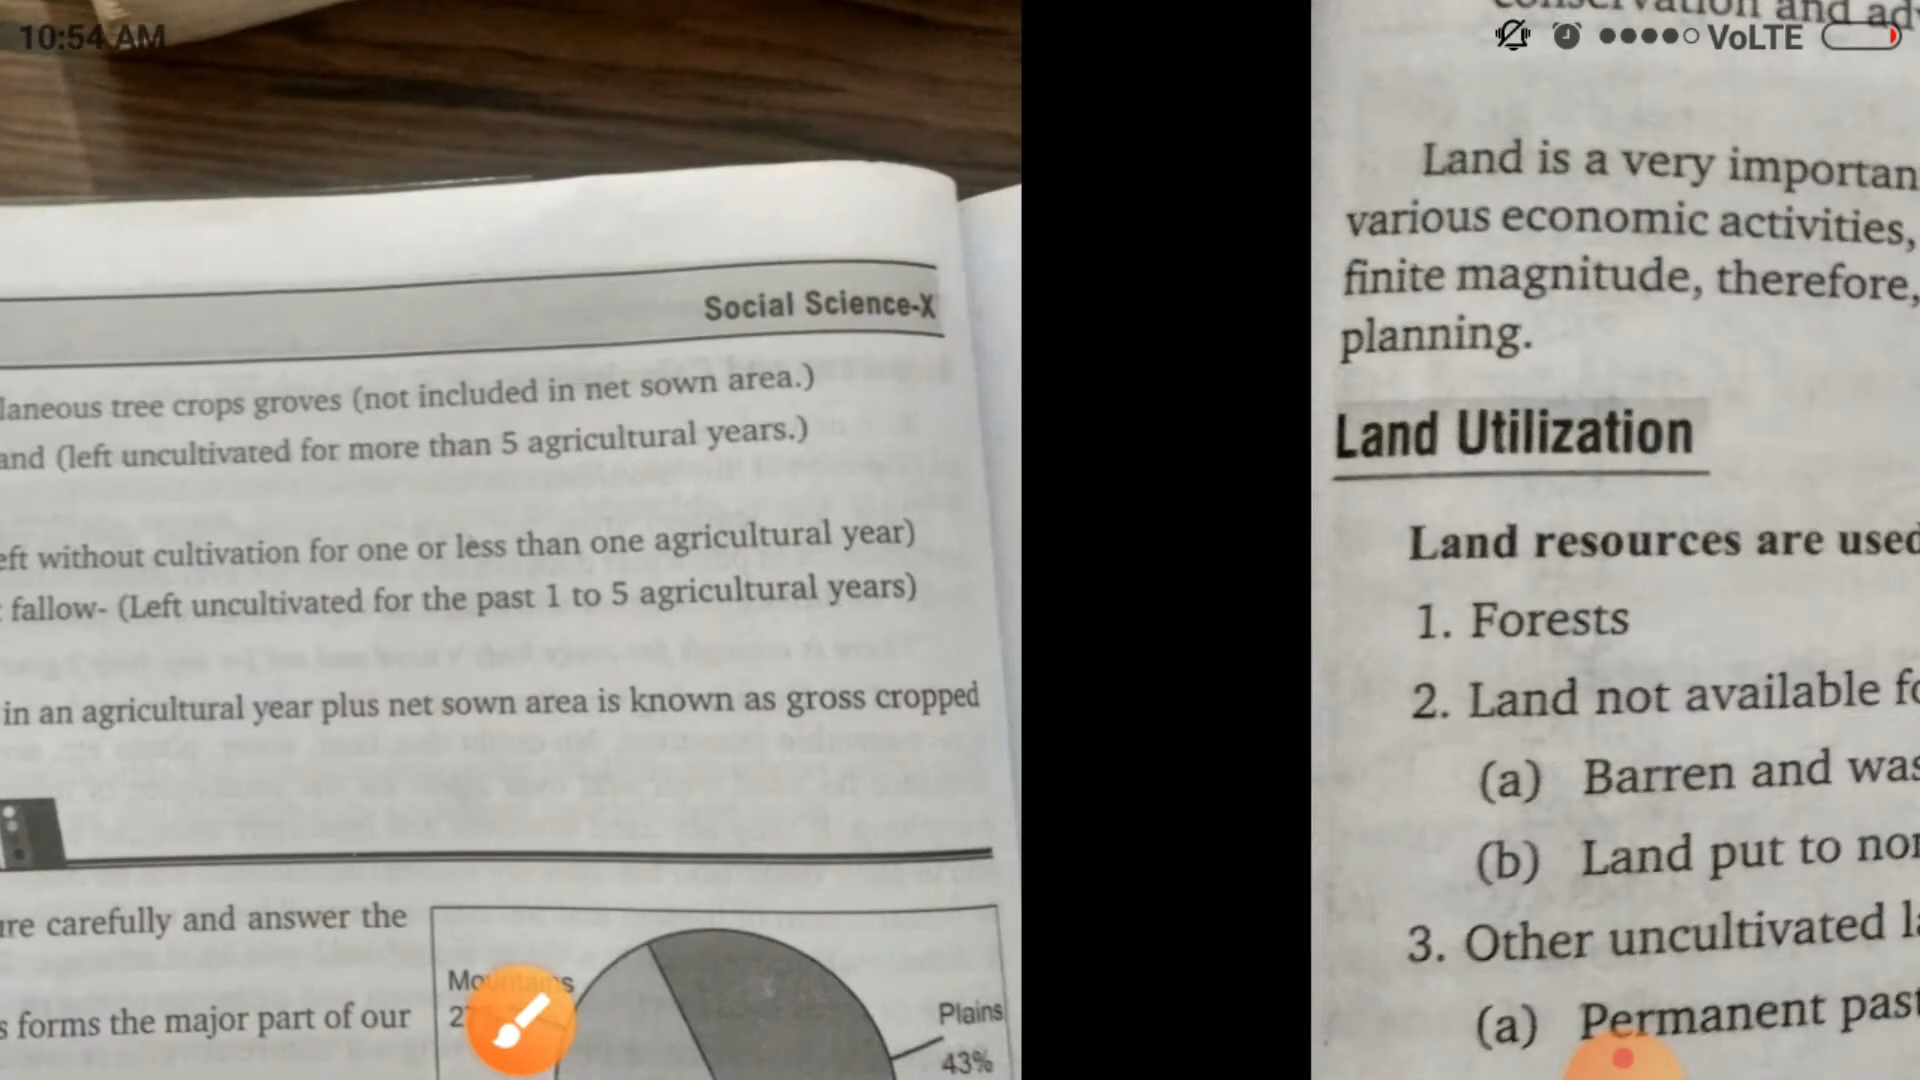 10:54 AM
VoLTE
Social Science-X
laneous tree crops groves (not included in net sown area.)
and (left uncultivated for more than 5 agricultural years.)
eft without cultivation for one or less than one agricultural year)
fallow- (Left uncultivated for the past 1 to 5 agricultural years)
in an agricultural year plus net sown area is known as gross cropped
ure carefully and answer the
s forms the major part of our
Plains
43%
and ad
Land is a very importan
various economic activities,
finite magnitude, therefore,
planning.
Land Utilization
Land resources are used
1. Forests
2. Land not available fo
(a) Barren and was
(b) Land put to nor
3. Other uncultivated la
(a) Permanent past